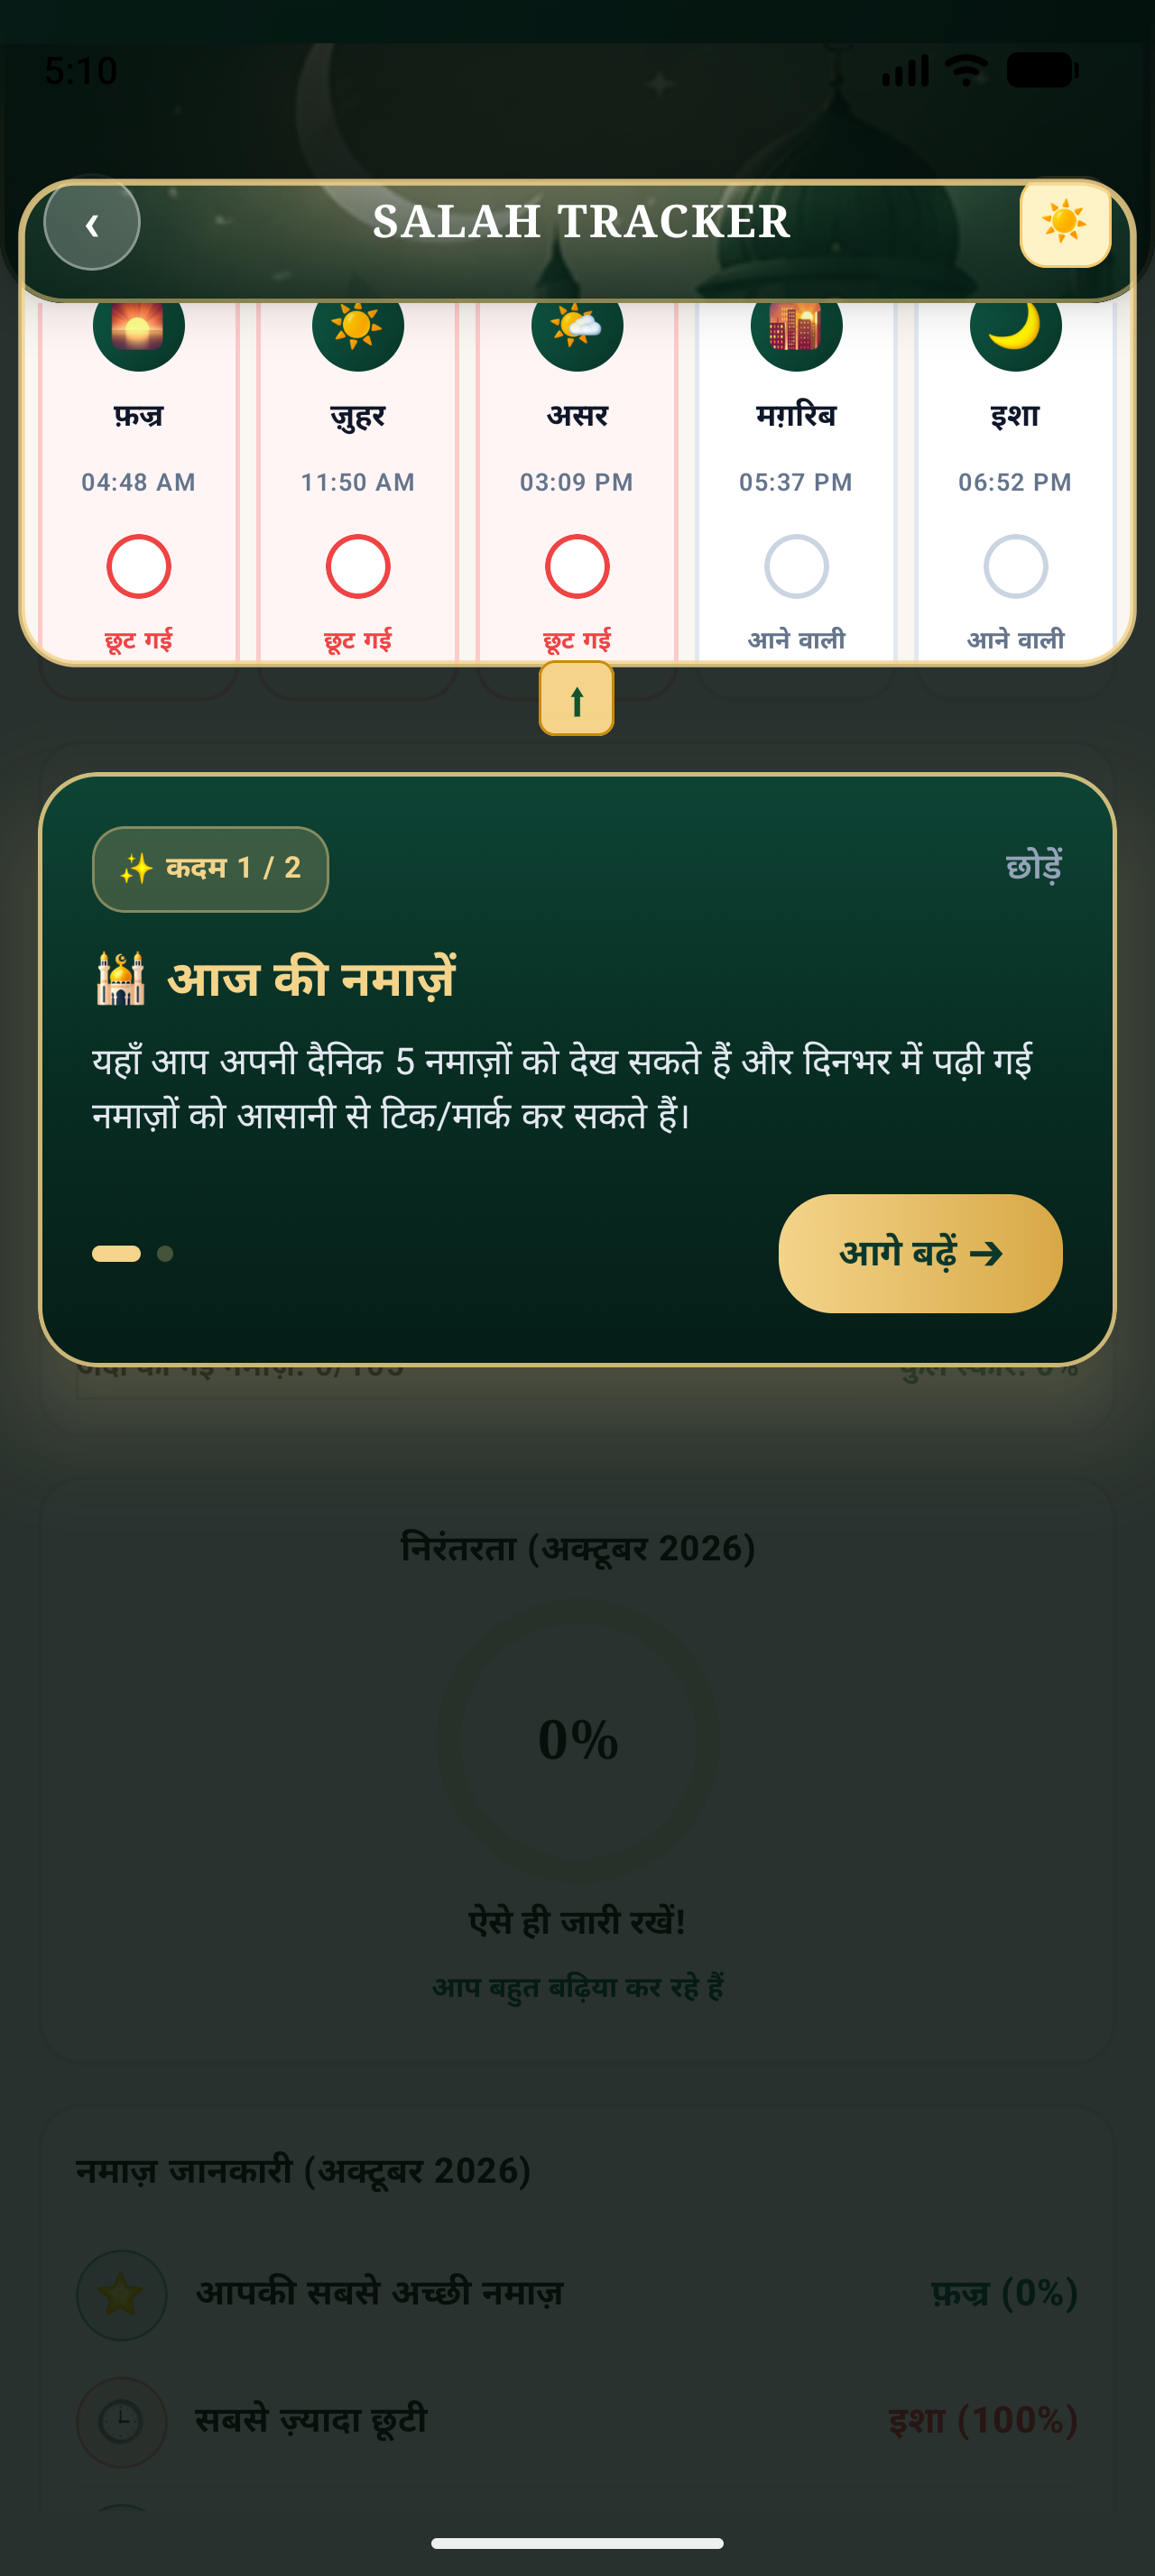 5:10
SALAH TRACKER
फ़ज्र
ज़ुहर
असर
मग़रिब
इशा
04:48 AM
11:50 AM
03:09 PM
05:37 PM
06:52 PM
छूट गई
छूट गई
छूट गई
आने वाली
आने वाली
✨ कदम 1 / 2
छोड़ें
🕌 आज की नमाज़ें
यहाँ आप अपनी दैनिक 5 नमाज़ों को देख सकते हैं और दिनभर में पढ़ी गई
नमाज़ों को आसानी से टिक/मार्क कर सकते हैं।
आगे बढ़ें ➔
निरंतरता (अक्टूबर 2026)
0%
ऐसे ही जारी रखें!
आप बहुत बढ़िया कर रहे हैं
नमाज़ जानकारी (अक्टूबर 2026)
आपकी सबसे अच्छी नमाज़
फ़ज्र (0%)
सबसे ज़्यादा छूटी
इशा (100%)